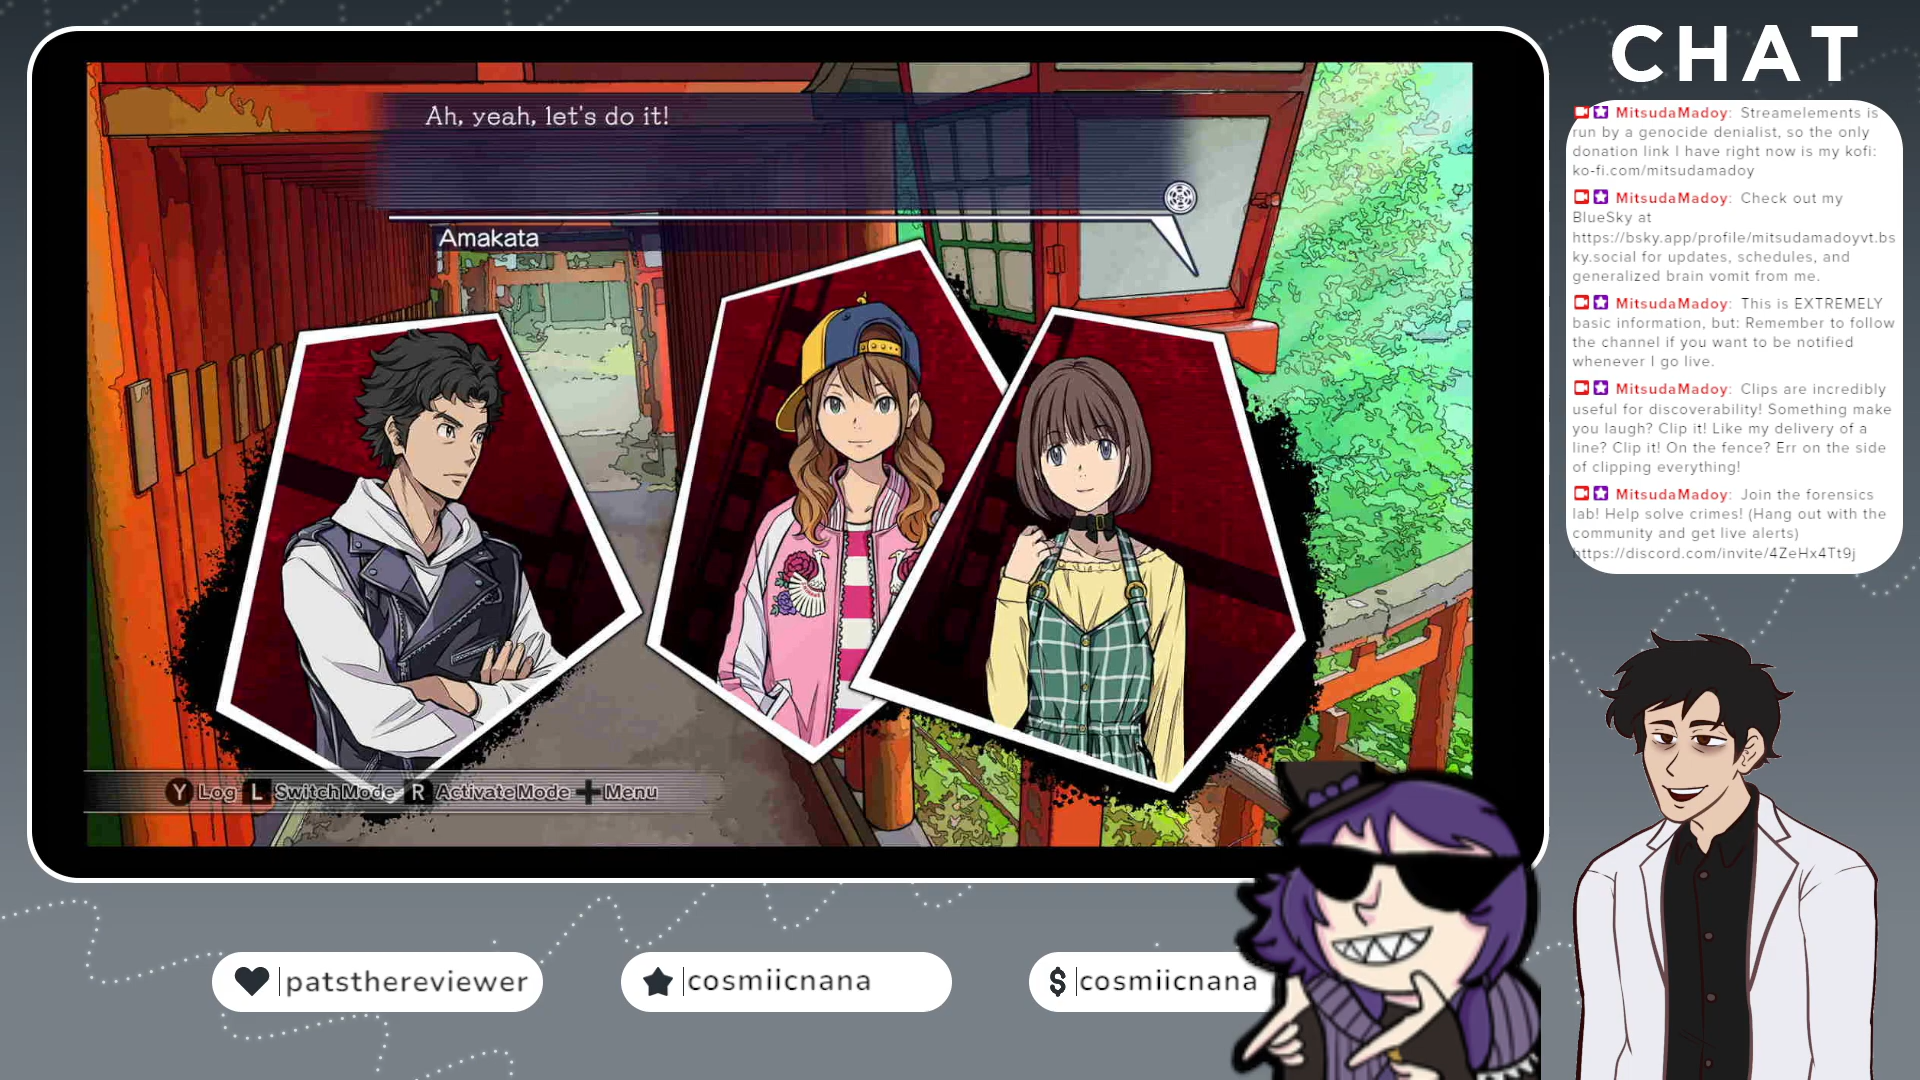 CHAT
Ah, yeah, let's do it!
Amakata
Y Log L SwitchMode R ActivateMode Menu
MitsudaMadoy: Streamelements is
run by a genocide denialist, so the only
donation link I have right now is my kofi:
ko-fi.com/mitsudamadoy
MitsudaMadoy: Check out my
BlueSky at
https://bsky.app/profile/mitsudamadoyvt.bs
ky.social for updates, schedules, and
generalized brain vomit from me.
MitsudaMadoy: This is EXTREMELY
basic information, but: Remember to follow
the channel if you want to be notified
whenever I go live.
MitsudaMadoy: Clips are incredibly
useful for discoverability! Something make
you laugh? Clip it! Like my delivery of a
line? Clip it! On the fence? Err on the side
of clipping everything!
MitsudaMadoy: Join the forensics
lab! Help solve crimes! (Hang out with the
community and get live alerts)
https://discord.com/invite/4ZeHx4Tt9j
patsthereviewer
cosmiicnana
$ cosmiicnana